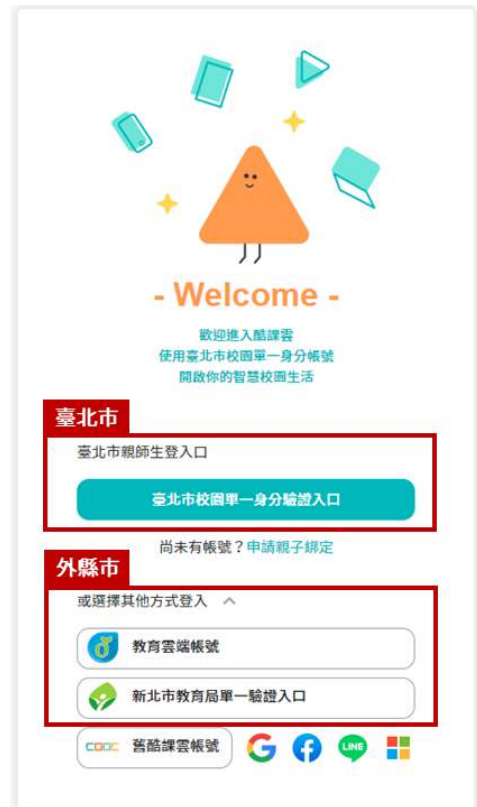 - Welcome -
歡迎進入酷課雲
使用臺北市校園單一身分帳號
開啟你的智慧校園生活
臺北市
臺北市親師生登入口
臺北市校園單一身分驗證入口
尚未有帳號？申請親子綁定
外縣市
或選擇其他方式登入
教育雲端帳號
新北市教育局單一驗證入口
COOC 舊酷課雲帳號 LINE